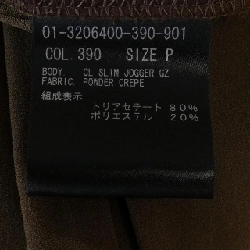 01-3206400-390-901
COL.390 SIZE P
BODY. CL SLIM JOGGER GZ
FABRIC. PONDER CREPE
組成表示
トリアセテート 80%
ポリエステル 20%